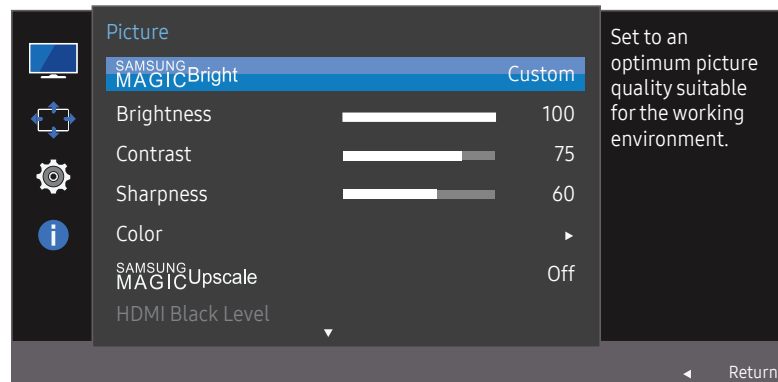 Picture
SAMSUNG
MAGICBright Custom
Brightness 100
Contrast 75
Sharpness 60
Color
SAMSUNG
MAGICUpscale Off
HDMI Black Level
Set to an
optimum picture
quality suitable
for the working
environment.
Return